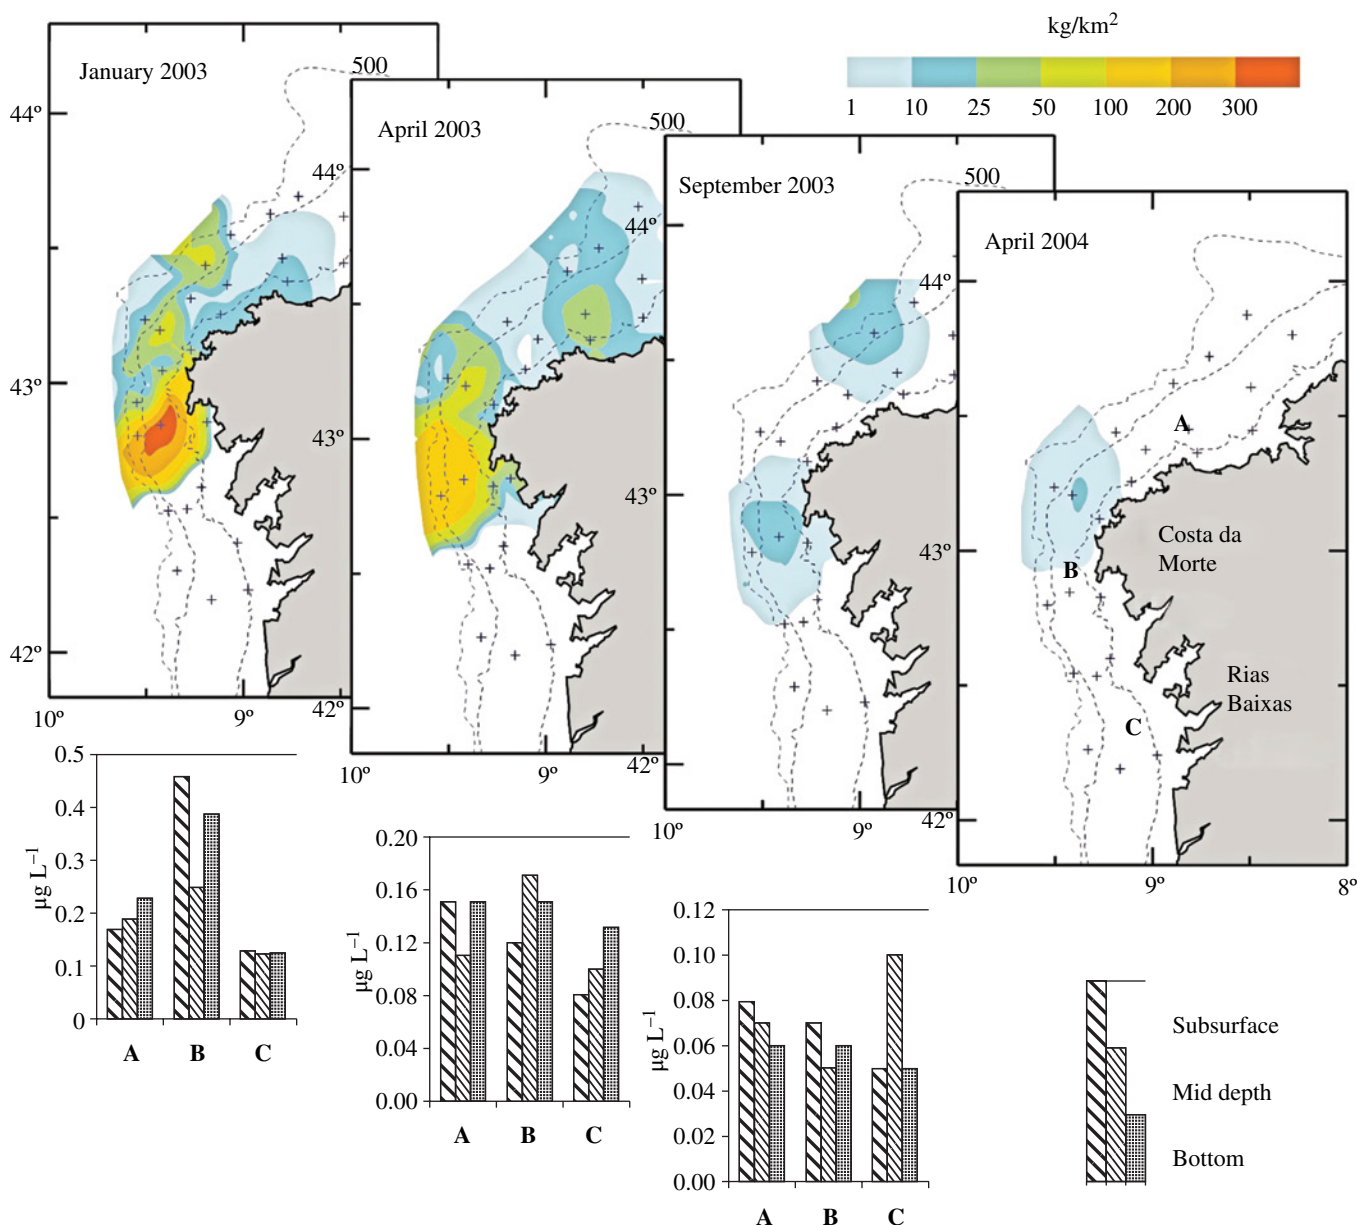 kg/km²
1 10 25 50 100 200 300
January 2003
500
44º
43º
42º
10º 9º
April 2003
500
44º
43º
42º
10º 9º
September 2003
500
44º
43º
42º
10º 9º
April 2004
500
44º
43º
42º
A
B
C
Costa da
Morte
Rias
Baixas
10º 9º 8º
µg L⁻¹
0.5
0.4
0.3
0.2
0.1
0
A B C
µg L⁻¹
0.20
0.16
0.12
0.08
0.04
0.00
A B C
µg L⁻¹
0.12
0.10
0.08
0.06
0.04
0.02
0.00
A B C
Subsurface
Mid depth
Bottom